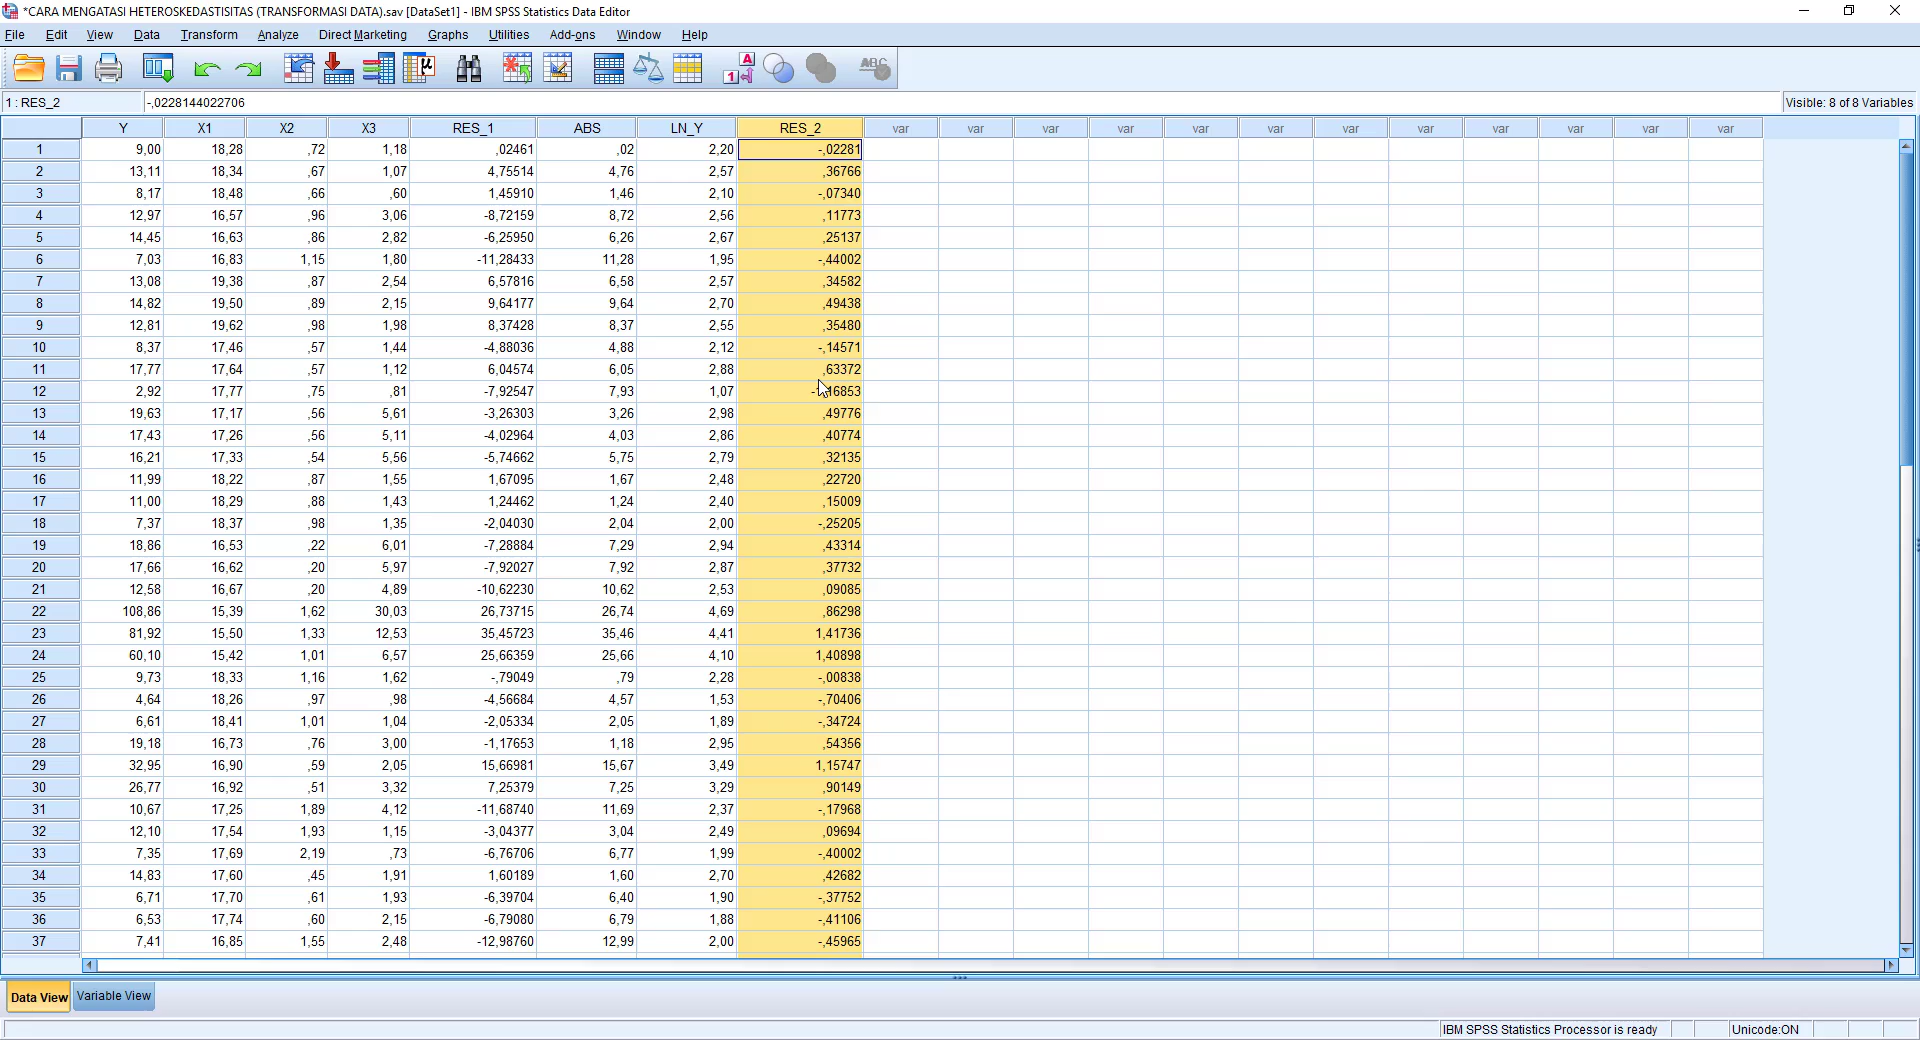 *CARA MENGATASI HETEROSKEDASTISITAS (TRANSFORMASI DATA).sav [DataSet1] - IBM SPSS Statistics Data Editor
File Edit View Data Transform Analyze Direct Marketing Graphs Utilities Add-ons Window Help
1 : RES_2 -,0228144022706 Visible: 8 of 8 Variables
Y X1 X2 X3 RES_1 ABS LN_Y RES_2 var var var var var var var var var var var var
1 9,00 18,28 ,72 1,18 ,02461 ,02 2,20 -,02281
2 13,11 18,34 ,67 1,07 4,75514 4,76 2,57 ,36766
3 8,17 18,48 ,66 ,60 1,45910 1,46 2,10 -,07340
4 12,97 16,57 ,96 3,06 -8,72159 8,72 2,56 ,11773
5 14,45 16,63 ,86 2,82 -6,25950 6,26 2,67 ,25137
6 7,03 16,83 1,15 1,80 -11,28433 11,28 1,95 -,44002
7 13,08 19,38 ,87 2,54 6,57816 6,58 2,57 ,34582
8 14,82 19,50 ,89 2,15 9,64177 9,64 2,70 ,49438
9 12,81 19,62 ,98 1,98 8,37428 8,37 2,55 ,35480
10 8,37 17,46 ,57 1,44 -4,88036 4,88 2,12 -,14571
11 17,77 17,64 ,57 1,12 6,04574 6,05 2,88 ,63372
12 2,92 17,77 ,75 ,81 -7,92547 7,93 1,07
13 19,63 17,17 ,56 5,61 -3,26303 3,26 2,98 ,49776
14 17,43 17,26 ,56 5,11 -4,02964 4,03 2,86 ,40774
15 16,21 17,33 ,54 5,56 -5,74662 5,75 2,79 ,32135
16 11,99 18,22 ,87 1,55 1,67095 1,67 2,48 ,22720
17 11,00 18,29 ,88 1,43 1,24462 1,24 2,40 ,15009
18 7,37 18,37 ,98 1,35 -2,04030 2,04 2,00 -,25205
19 18,86 16,53 ,22 6,01 -7,28884 7,29 2,94 ,43314
20 17,66 16,62 ,20 5,97 -7,92027 7,92 2,87 ,37732
21 12,58 16,67 ,20 4,89 -10,62230 10,62 2,53 ,09085
22 108,86 15,39 1,62 30,03 26,73715 26,74 4,69 ,86298
23 81,92 15,50 1,33 12,53 35,45723 35,46 4,41 1,41736
24 60,10 15,42 1,01 6,57 25,66359 25,66 4,10 1,40898
25 9,73 18,33 1,16 1,62 -,79049 ,79 2,28 -,00838
26 4,64 18,26 ,97 ,98 -4,56684 4,57 1,53 -,70406
27 6,61 18,41 1,01 1,04 -2,05334 2,05 1,89 -,34724
28 19,18 16,73 ,76 3,00 -1,17653 1,18 2,95 ,54356
29 32,95 16,90 ,59 2,05 15,66981 15,67 3,49 1,15747
30 26,77 16,92 ,51 3,32 7,25379 7,25 3,29 ,90149
31 10,67 17,25 1,89 4,12 -11,68740 11,69 2,37 -,17968
32 12,10 17,54 1,93 1,15 -3,04377 3,04 2,49 ,09694
33 7,35 17,69 2,19 ,73 -6,76706 6,77 1,99 -,40002
34 14,83 17,60 ,45 1,91 1,60189 1,60 2,70 ,42682
35 6,71 17,70 ,61 1,93 -6,39704 6,40 1,90 -,37752
36 6,53 17,74 ,60 2,15 -6,79080 6,79 1,88 -,41106
37 7,41 16,85 1,55 2,48 -12,98760 12,99 2,00 -,45965
Data View Variable View
IBM SPSS Statistics Processor is ready Unicode:ON